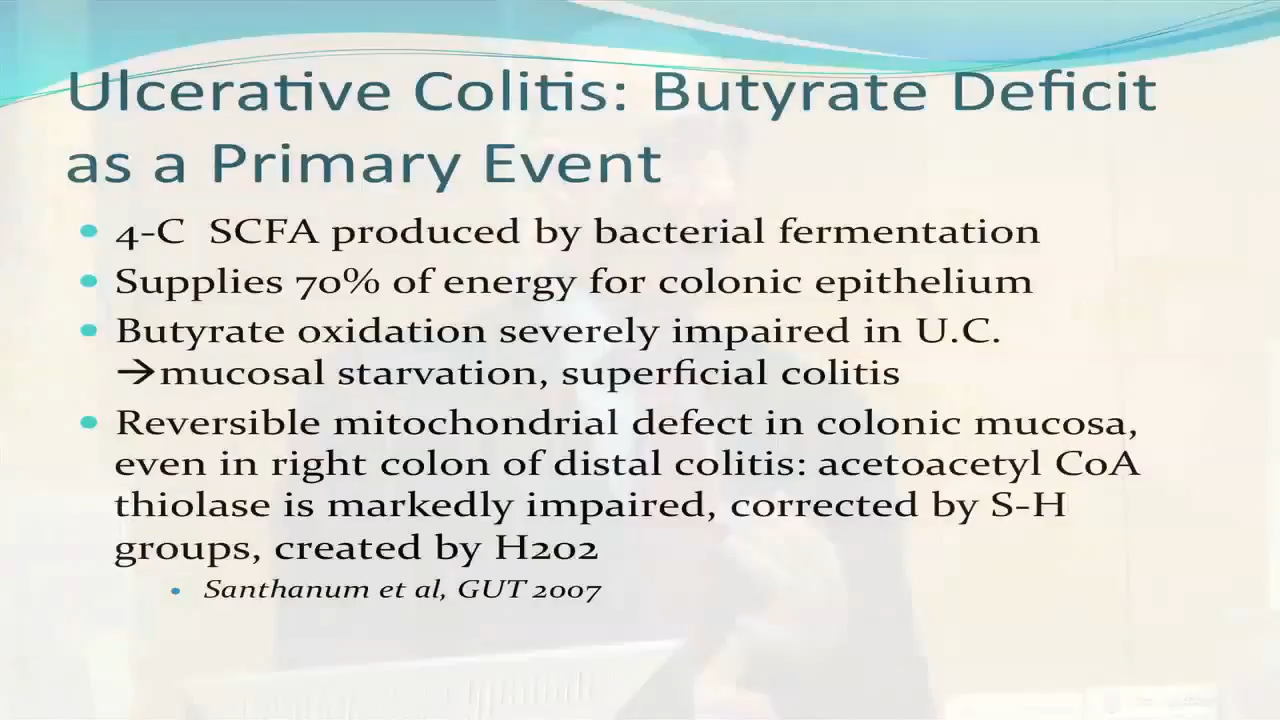 Ulcerative Colitis: Butyrate Deficit
as a Primary Event
• 4-C SCFA produced by bacterial fermentation
• Supplies 70% of energy for colonic epithelium
• Butyrate oxidation severely impaired in U.C.
→mucosal starvation, superficial colitis
• Reversible mitochondrial defect in colonic mucosa,
even in right colon of distal colitis: acetoacetyl CoA
thiolase is markedly impaired, corrected by S-H
groups, created by H202
• Santhanum et al, GUT 2007